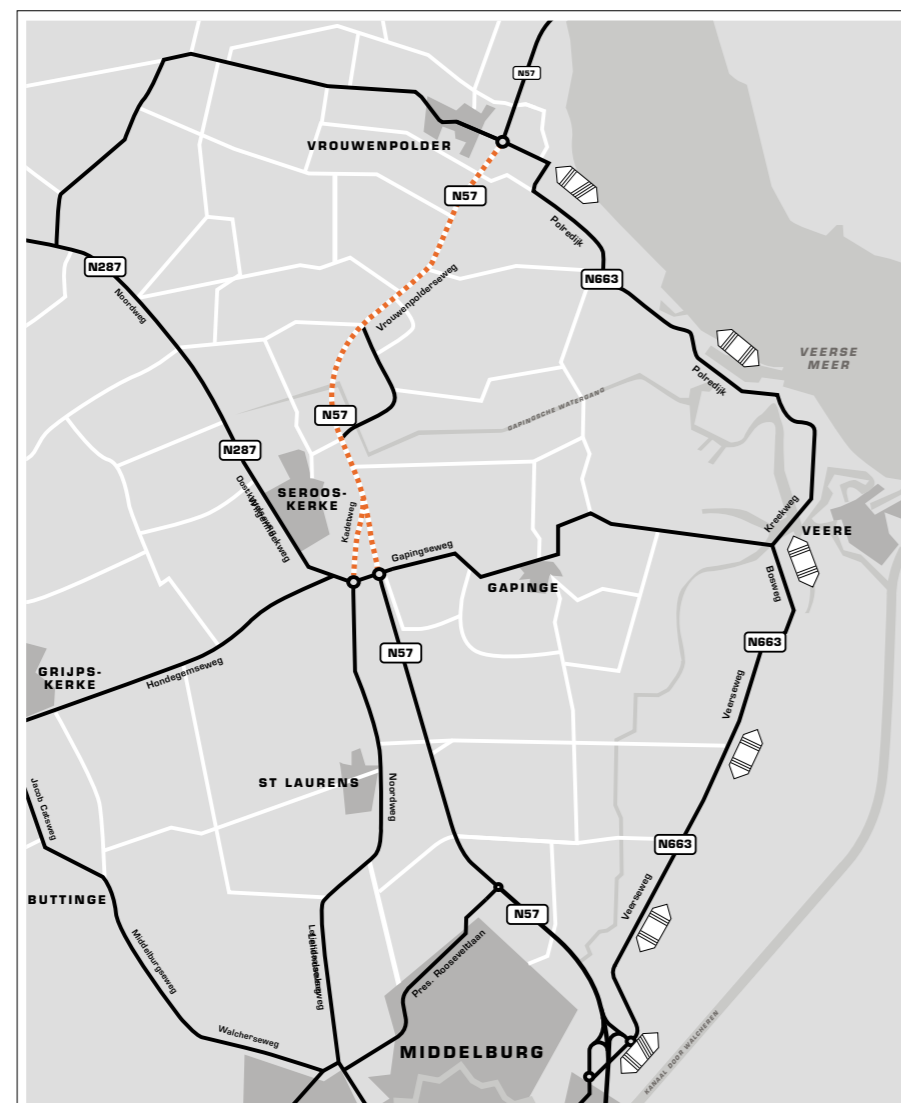 N57
VROUWENPOLDER
N57
Polredijk
N287
Vrouwenpolderseweg
N663
Noordweg
VEERSE
MEER
Polredijk
N57
GAPINGSCHE WATERGANG
N287
SEROOS-
KERKE
Kadetweg
Kreekweg
VEERE
Gapingseweg
GAPINGE
Bosweg
N57
N663
GRIJPS-
KERKE
Hondegemseweg
Veerseweg
ST LAURENS
Noordweg
Jacob Catsweg
N663
BUTTINGE
N57
Veerseweg
Middelburgseweg
Pres. Rooseveltlaan
Walcherseweg
MIDDELBURG
KANAAL DOOR WALCHEREN